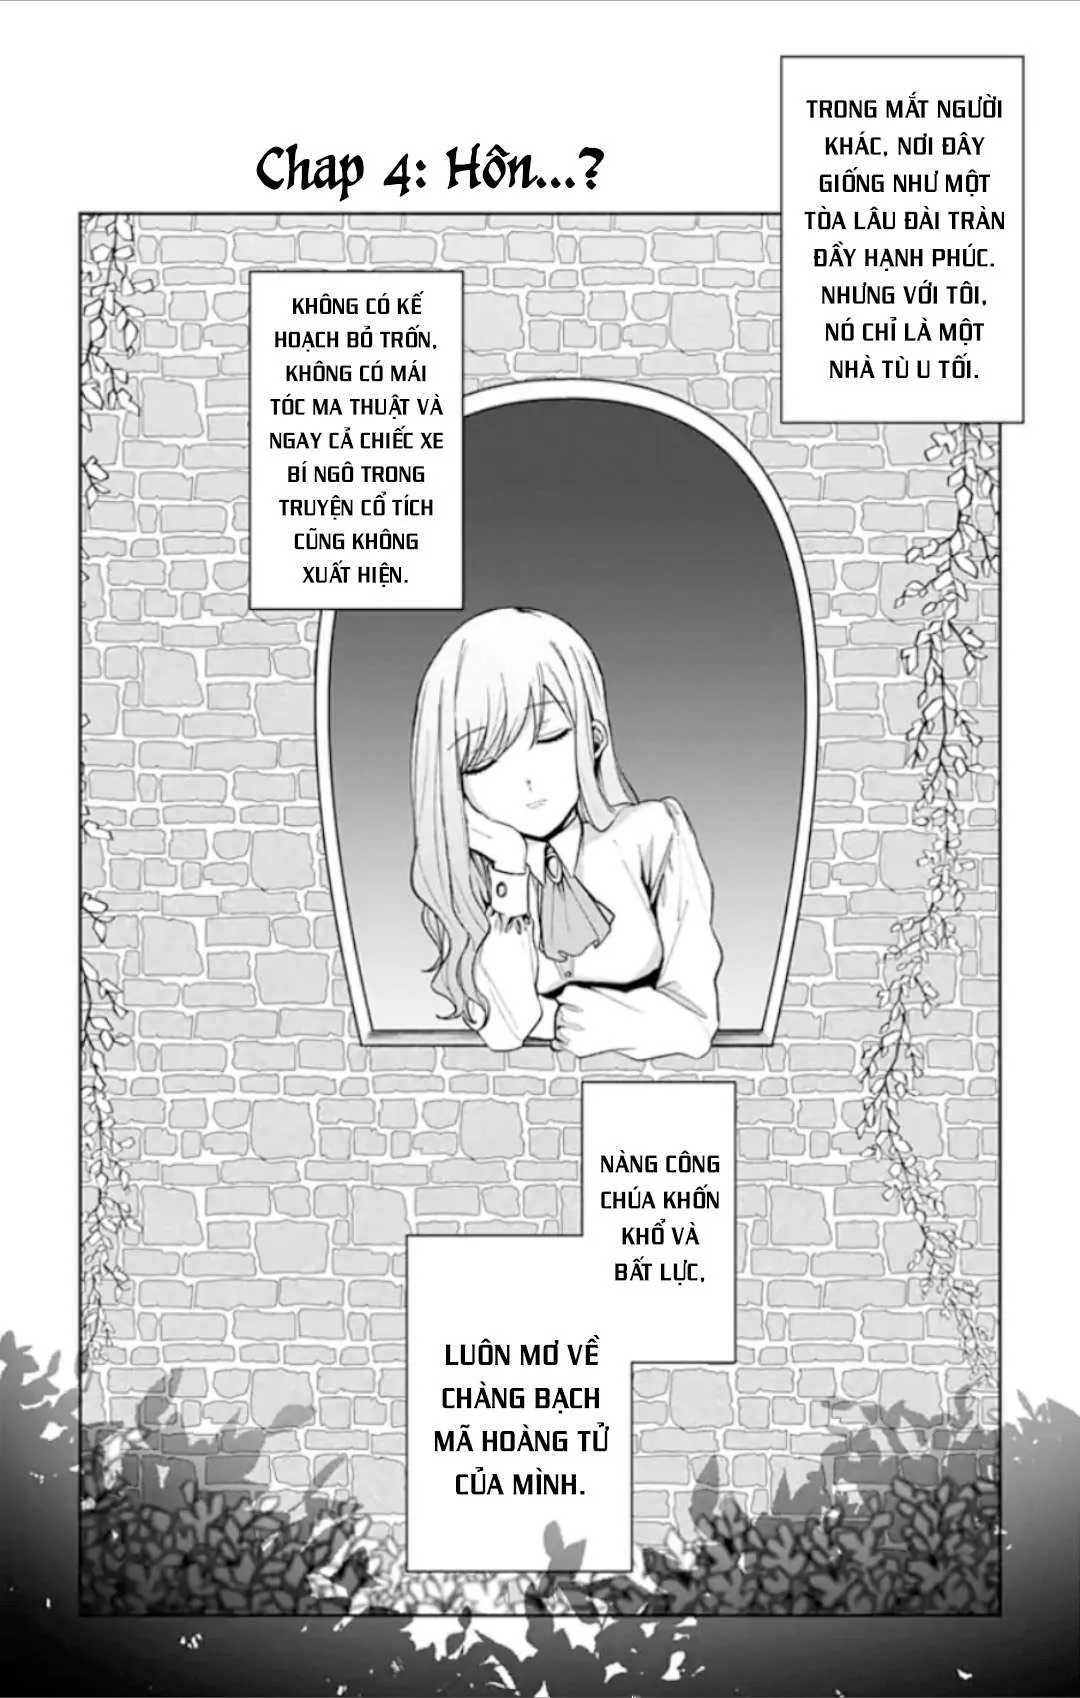 Chap 4: Hôn...?
TRONG MẮT NGƯỜI
KHÁC, NƠI ĐÂY
GIỐNG NHƯ MỘT
TÒA LÂU ĐÀI TRÀN
ĐẦY HẠNH PHÚC.
NHƯNG VỚI TÔI,
NÓ CHỈ LÀ MỘT
NHÀ TÙ U TỐI.
KHÔNG CÓ KẾ
HOẠCH BỎ TRỐN,
KHÔNG CÓ MÁI
TÓC MA THUẬT VÀ
NGAY CẢ CHIẾC XE
BÍ NGÔ TRONG
TRUYỆN CỔ TÍCH
CŨNG KHÔNG
XUẤT HIỆN.
NÀNG CÔNG
CHÚA KHỐN
KHỔ VÀ
BẤT LỰC,
LUÔN MƠ VỀ
CHÀNG BẠCH
MÃ HOÀNG TỬ
CỦA MÌNH.